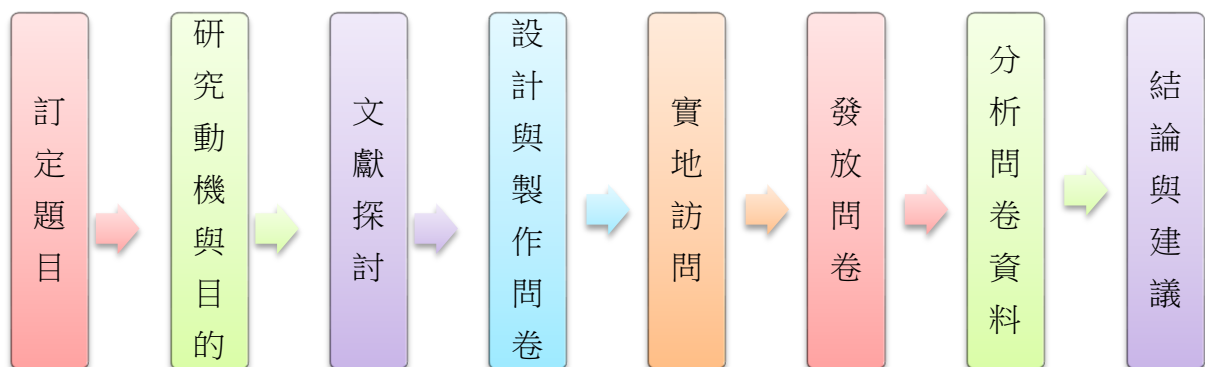 訂定題目
研究動機與目的
文獻探討
設計與製作問卷
實地訪問
發放問卷
分析問卷資料
結論與建議